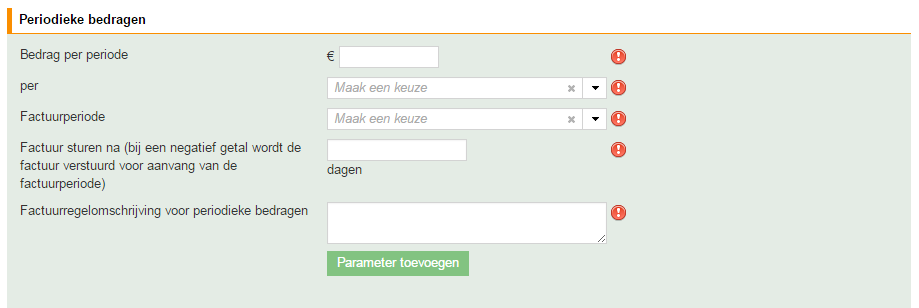 Periodieke bedragen
Bedrag per periode
€
per
Maak een keuze
Factuurperiode
Maak een keuze
Factuur sturen na (bij een negatief getal wordt de
factuur verstuurd voor aanvang van de
factuurperiode)
dagen
Factuurregelomschrijving voor periodieke bedragen
Parameter toevoegen